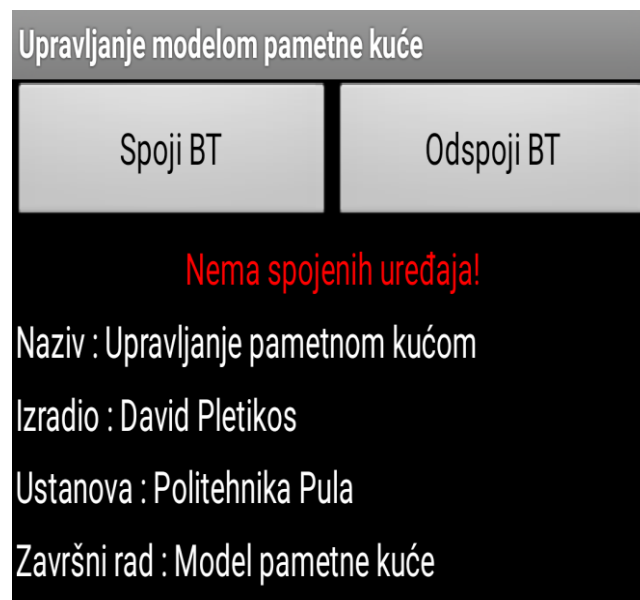 Upravljanje modelom pametne kuće
Spoji BT Odspoji BT
Nema spojenih uređaja!
Naziv : Upravljanje pametnom kućom
Izradio : David Pletikos
Ustanova : Politehnika Pula
Završni rad : Model pametne kuće